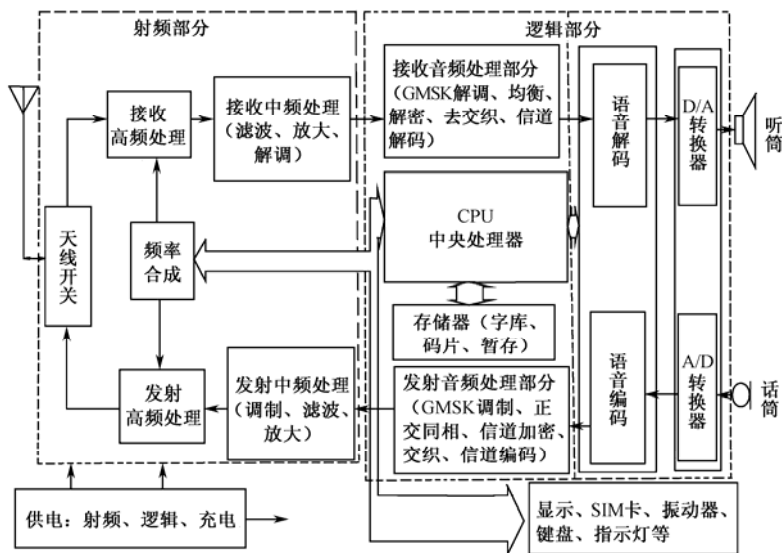 射频部分
逻辑部分
接收
高频处理
接收中频处理
（滤波、放大、
解调）
接收音频处理部分
（GMSK解调、均衡、
解密、去交织、信道
解码）
语音解码
D/A
转换器
听筒
天线开关
频率
合成
CPU
中央处理器
存储器（字库、
码片、暂存）
发射
高频处理
发射中频处理
（调制、滤波、
放大）
发射音频处理部分
（GMSK调制、正
交同相、信道加密、
交织、信道编码）
语音编码
A/D
转换器
话筒
供电：射频、逻辑、充电
显示、SIM卡、振动器、
键盘、指示灯等